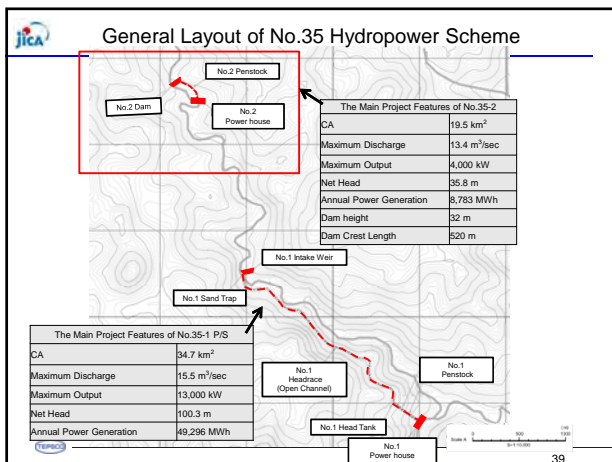 jica
General Layout of No.35 Hydropower Scheme
No.2 Penstock
No.2 Dam
No.2
Power house
The Main Project Features of No.35-2
CA 19.5 km²
Maximum Discharge 13.4 m³/sec
Maximum Output 4,000 kW
Net Head 35.8 m
Annual Power Generation 8,783 MWh
Dam height 32 m
Dam Crest Length 520 m
No.1 Intake Weir
No.1 Sand Trap
The Main Project Features of No.35-1 P/S
CA 34.7 km²
Maximum Discharge 15.5 m³/sec
Maximum Output 13,000 kW
Net Head 100.3 m
Annual Power Generation 49,296 MWh
No.1
Headrace
(Open Channel)
No.1
Penstock
No.1 Head Tank
No.1
Power house
TEPSCO
Scale A
39